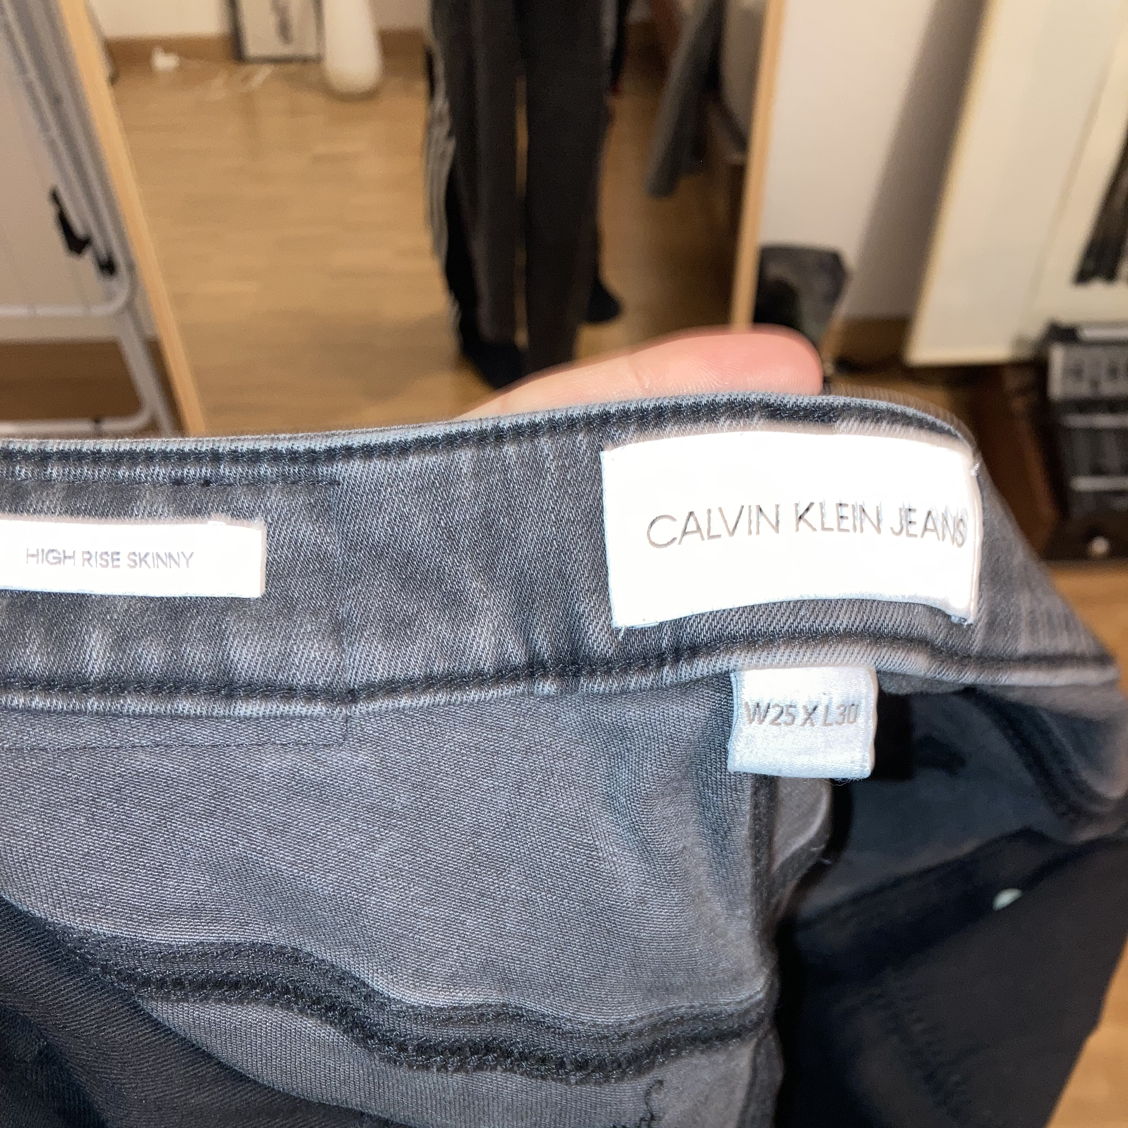 HIGH RISE SKINNY
CALVIN KLEIN JEANS
W25 X L30